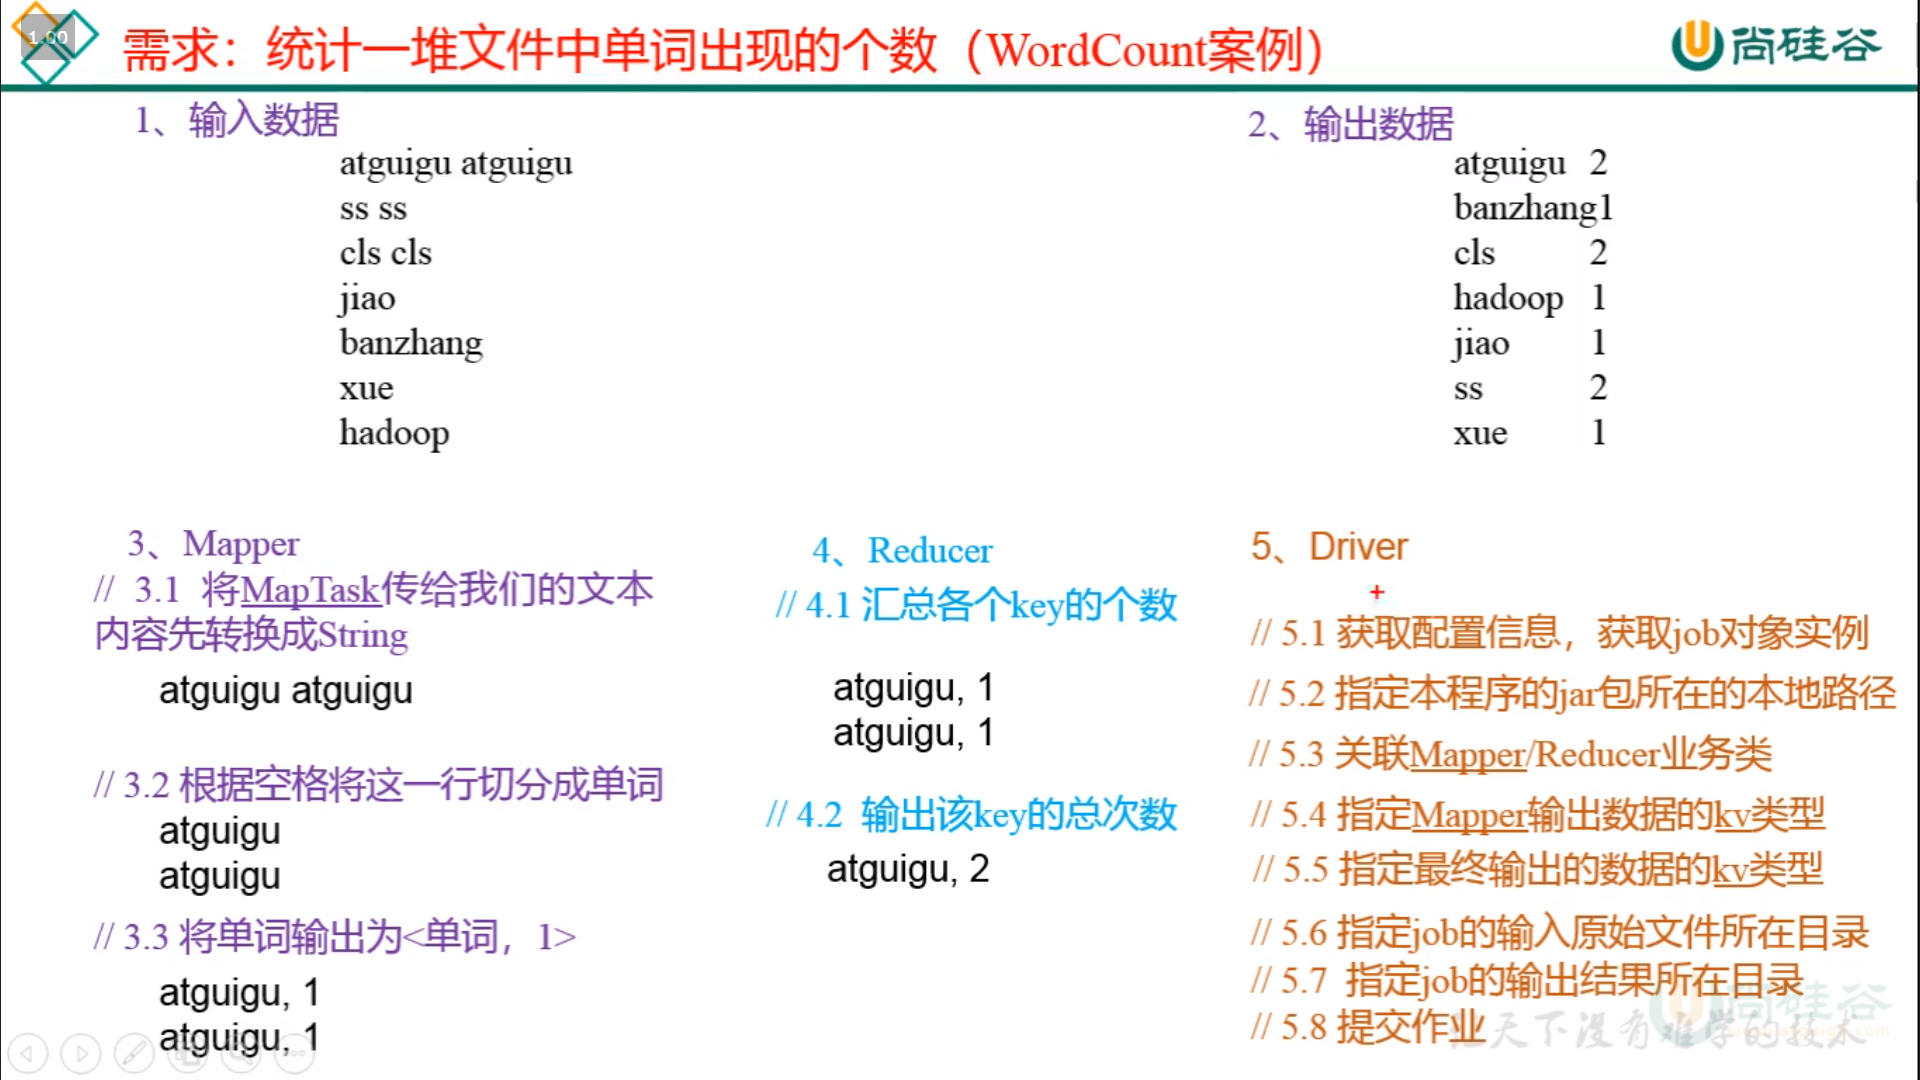 1.00
需求：统计一堆文件中单词出现的个数（WordCount案例）
尚硅谷
1、输入数据
atguigu atguigu
ss ss
cls cls
jiao
banzhang
xue
hadoop
2、输出数据
atguigu 2
banzhang1
cls 2
hadoop 1
jiao 1
ss 2
xue 1
3、Mapper
// 3.1 将MapTask传给我们的文本
内容先转换成String
atguigu atguigu
// 3.2 根据空格将这一行切分成单词
atguigu
atguigu
// 3.3 将单词输出为<单词，1>
atguigu, 1
atguigu, 1
4、Reducer
// 4.1 汇总各个key的个数
atguigu, 1
atguigu, 1
// 4.2 输出该key的总次数
atguigu, 2
5、Driver
// 5.1 获取配置信息，获取job对象实例
// 5.2 指定本程序的jar包所在的本地路径
// 5.3 关联Mapper/Reducer业务类
// 5.4 指定Mapper输出数据的kv类型
// 5.5 指定最终输出的数据的kv类型
// 5.6 指定job的输入原始文件所在目录
// 5.7 指定job的输出结果所在目录
// 5.8 提交作业
尚硅谷
天下没有难学的技术